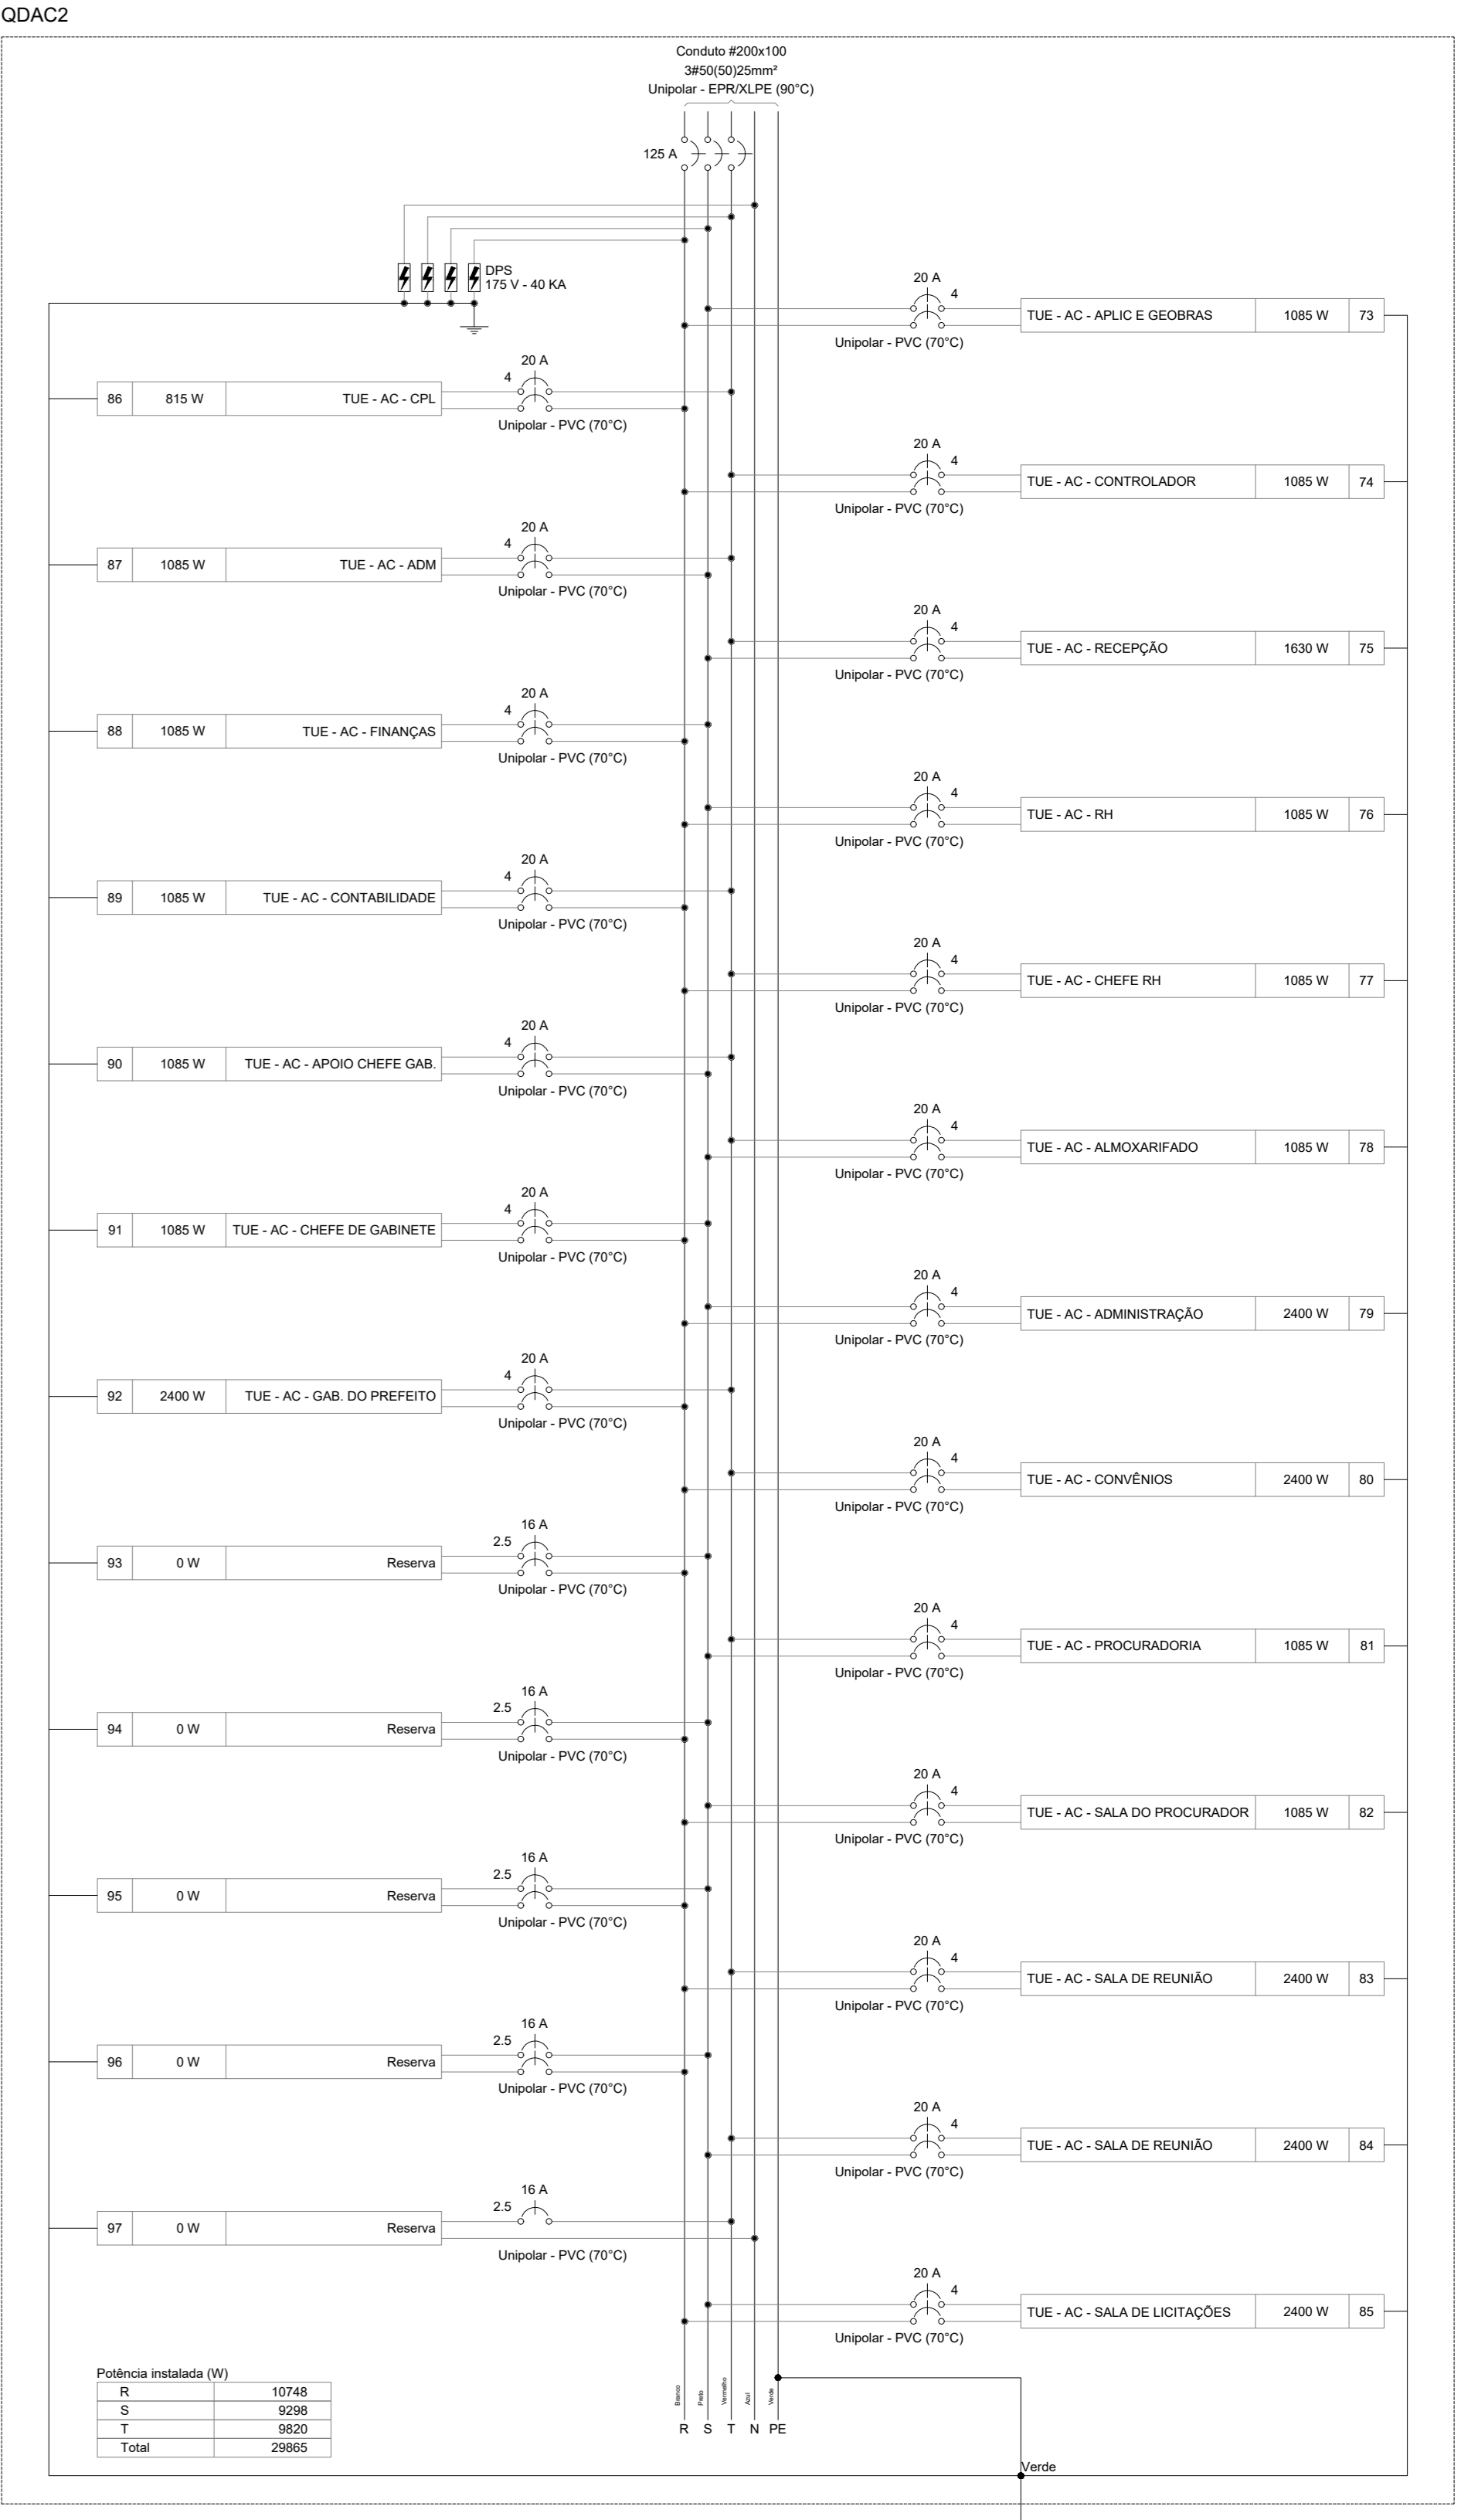 QDAC2
Conduto #200x100
3#50(50)25mm²
Unipolar - EPR/XLPE (90°C)
125 A
DPS
175 V - 40 KA
20 A
4
TUE - AC - APLIC E GEOBRAS 1085 W 73
Unipolar - PVC (70°C)
20 A
4
86 815 W TUE - AC - CPL
Unipolar - PVC (70°C)
20 A
4
TUE - AC - CONTROLADOR 1085 W 74
Unipolar - PVC (70°C)
20 A
4
87 1085 W TUE - AC - ADM
Unipolar - PVC (70°C)
20 A
4
TUE - AC - RECEPÇÃO 1630 W 75
Unipolar - PVC (70°C)
20 A
4
88 1085 W TUE - AC - FINANÇAS
Unipolar - PVC (70°C)
20 A
4
TUE - AC - RH 1085 W 76
Unipolar - PVC (70°C)
20 A
4
89 1085 W TUE - AC - CONTABILIDADE
Unipolar - PVC (70°C)
20 A
4
TUE - AC - CHEFE RH 1085 W 77
Unipolar - PVC (70°C)
20 A
4
90 1085 W TUE - AC - APOIO CHEFE GAB.
Unipolar - PVC (70°C)
20 A
4
TUE - AC - ALMOXARIFADO 1085 W 78
Unipolar - PVC (70°C)
20 A
4
91 1085 W TUE - AC - CHEFE DE GABINETE
Unipolar - PVC (70°C)
20 A
4
TUE - AC - ADMINISTRAÇÃO 2400 W 79
Unipolar - PVC (70°C)
20 A
4
92 2400 W TUE - AC - GAB. DO PREFEITO
Unipolar - PVC (70°C)
20 A
4
TUE - AC - CONVÊNIOS 2400 W 80
Unipolar - PVC (70°C)
16 A
2.5
93 0 W Reserva
Unipolar - PVC (70°C)
20 A
4
TUE - AC - PROCURADORIA 1085 W 81
Unipolar - PVC (70°C)
16 A
2.5
94 0 W Reserva
Unipolar - PVC (70°C)
20 A
4
TUE - AC - SALA DO PROCURADOR 1085 W 82
Unipolar - PVC (70°C)
16 A
2.5
95 0 W Reserva
Unipolar - PVC (70°C)
20 A
4
TUE - AC - SALA DE REUNIÃO 2400 W 83
Unipolar - PVC (70°C)
16 A
2.5
96 0 W Reserva
Unipolar - PVC (70°C)
20 A
4
TUE - AC - SALA DE REUNIÃO 2400 W 84
Unipolar - PVC (70°C)
16 A
2.5
97 0 W Reserva
Unipolar - PVC (70°C)
20 A
4
TUE - AC - SALA DE LICITAÇÕES 2400 W 85
Unipolar - PVC (70°C)
Potência instalada (W)
R 10748
S 9298
T 9820
Total 29865
Branco
Preto
Vermelho
Azul
Verde
R S T N PE
Verde